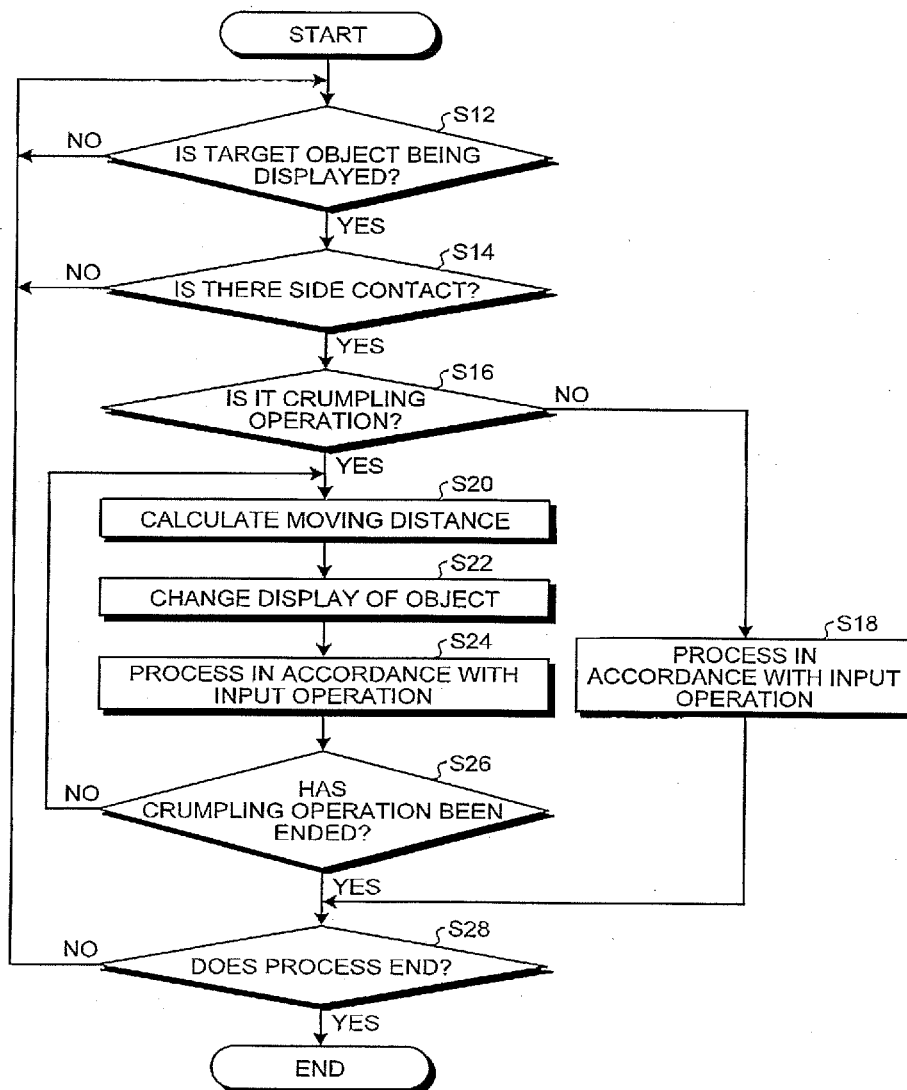 START
S12
NO
IS TARGET OBJECT BEING
DISPLAYED?
YES
S14
NO
IS THERE SIDE CONTACT?
YES
S16
IS IT CRUMPLING
OPERATION?
NO
YES
S20
CALCULATE MOVING DISTANCE
S22
CHANGE DISPLAY OF OBJECT
S24
PROCESS IN ACCORDANCE WITH
INPUT OPERATION
S18
PROCESS IN
ACCORDANCE WITH INPUT
OPERATION
S26
NO
HAS
CRUMPLING OPERATION BEEN
ENDED?
YES
S28
NO
DOES PROCESS END?
YES
END